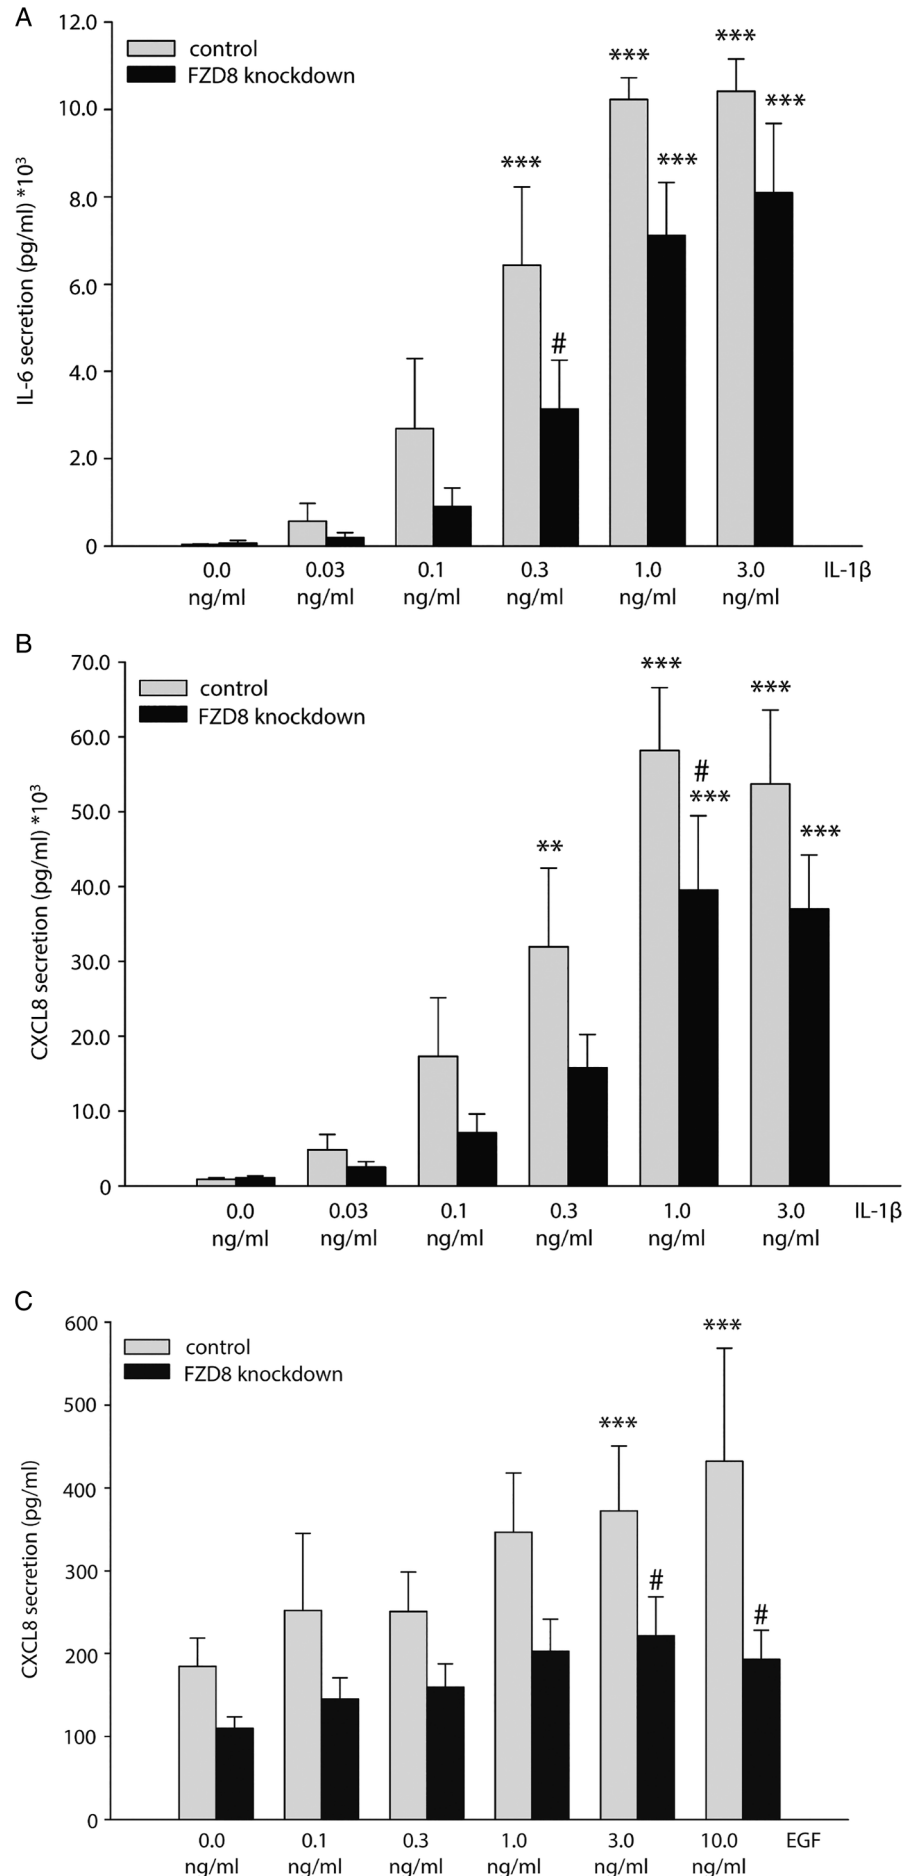 A
12.0
10.0
8.0
6.0
4.0
2.0
0
IL-6 secretion (pg/ml) *10³
control
FZD8 knockdown
***
#
***
***
***
***
0.0 0.03 0.1 0.3 1.0 3.0 IL-1β
ng/ml ng/ml ng/ml ng/ml ng/ml ng/ml
B
70.0
60.0
50.0
40.0
30.0
20.0
10.0
0
CXCL8 secretion (pg/ml) *10³
control
FZD8 knockdown
**
***
#
***
***
***
0.0 0.03 0.1 0.3 1.0 3.0 IL-1β
ng/ml ng/ml ng/ml ng/ml ng/ml ng/ml
C
600
500
400
300
200
100
0
CXCL8 secretion (pg/ml)
control
FZD8 knockdown
***
#
***
#
0.0 0.1 0.3 1.0 3.0 10.0 EGF
ng/ml ng/ml ng/ml ng/ml ng/ml ng/ml